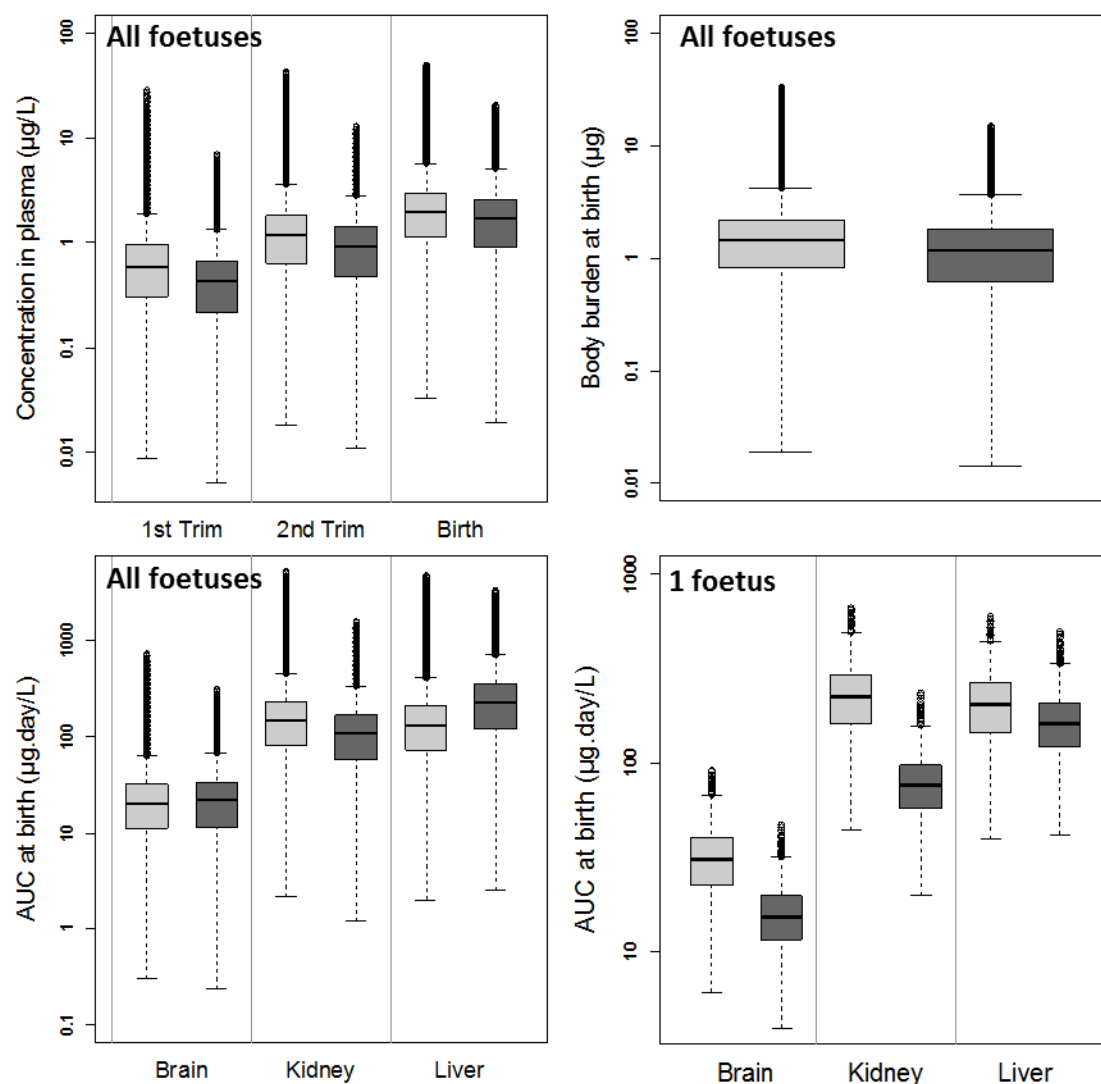 All foetuses
Concentration in plasma (µg/L)
100
10
1
0.1
0.01
1st Trim 2nd Trim Birth
All foetuses
Body burden at birth (µg)
100
10
1
0.1
0.01
All foetuses
AUC at birth (µg.day/L)
1000
100
10
1
0.1
Brain Kidney Liver
1 foetus
AUC at birth (µg.day/L)
1000
100
10
Brain Kidney Liver